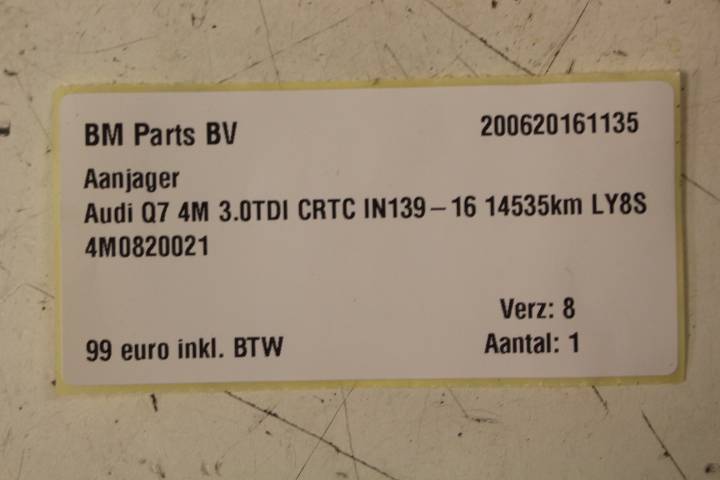 BM Parts BV 200620161135
Aanjager
Audi Q7 4M 3.0TDI CRTC IN139-16 14535km LY8S
4M0820021
Verz: 8
99 euro inkl. BTW Aantal: 1